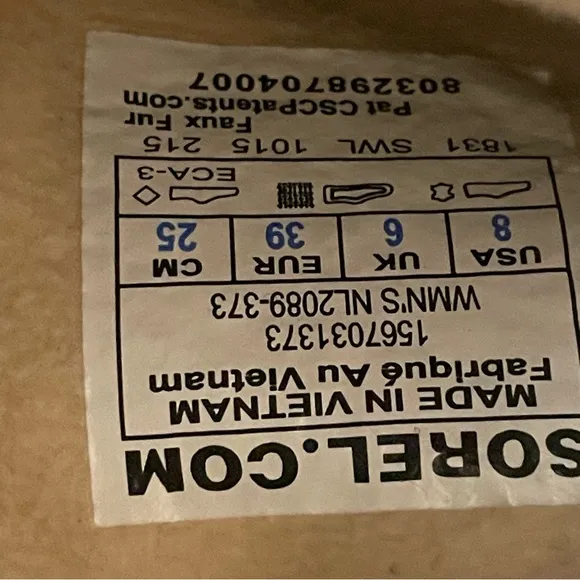 SOREL.COM
MADE IN VIETNAM
Fabriqué Au Vietnam
1567031373
WMN'S NL2089-373
USA UK EUR CM
8 6 39 25
ECA-3
1831 SWL 1015 215
Faux Fur
Pat CSCPatents.com
803298704007